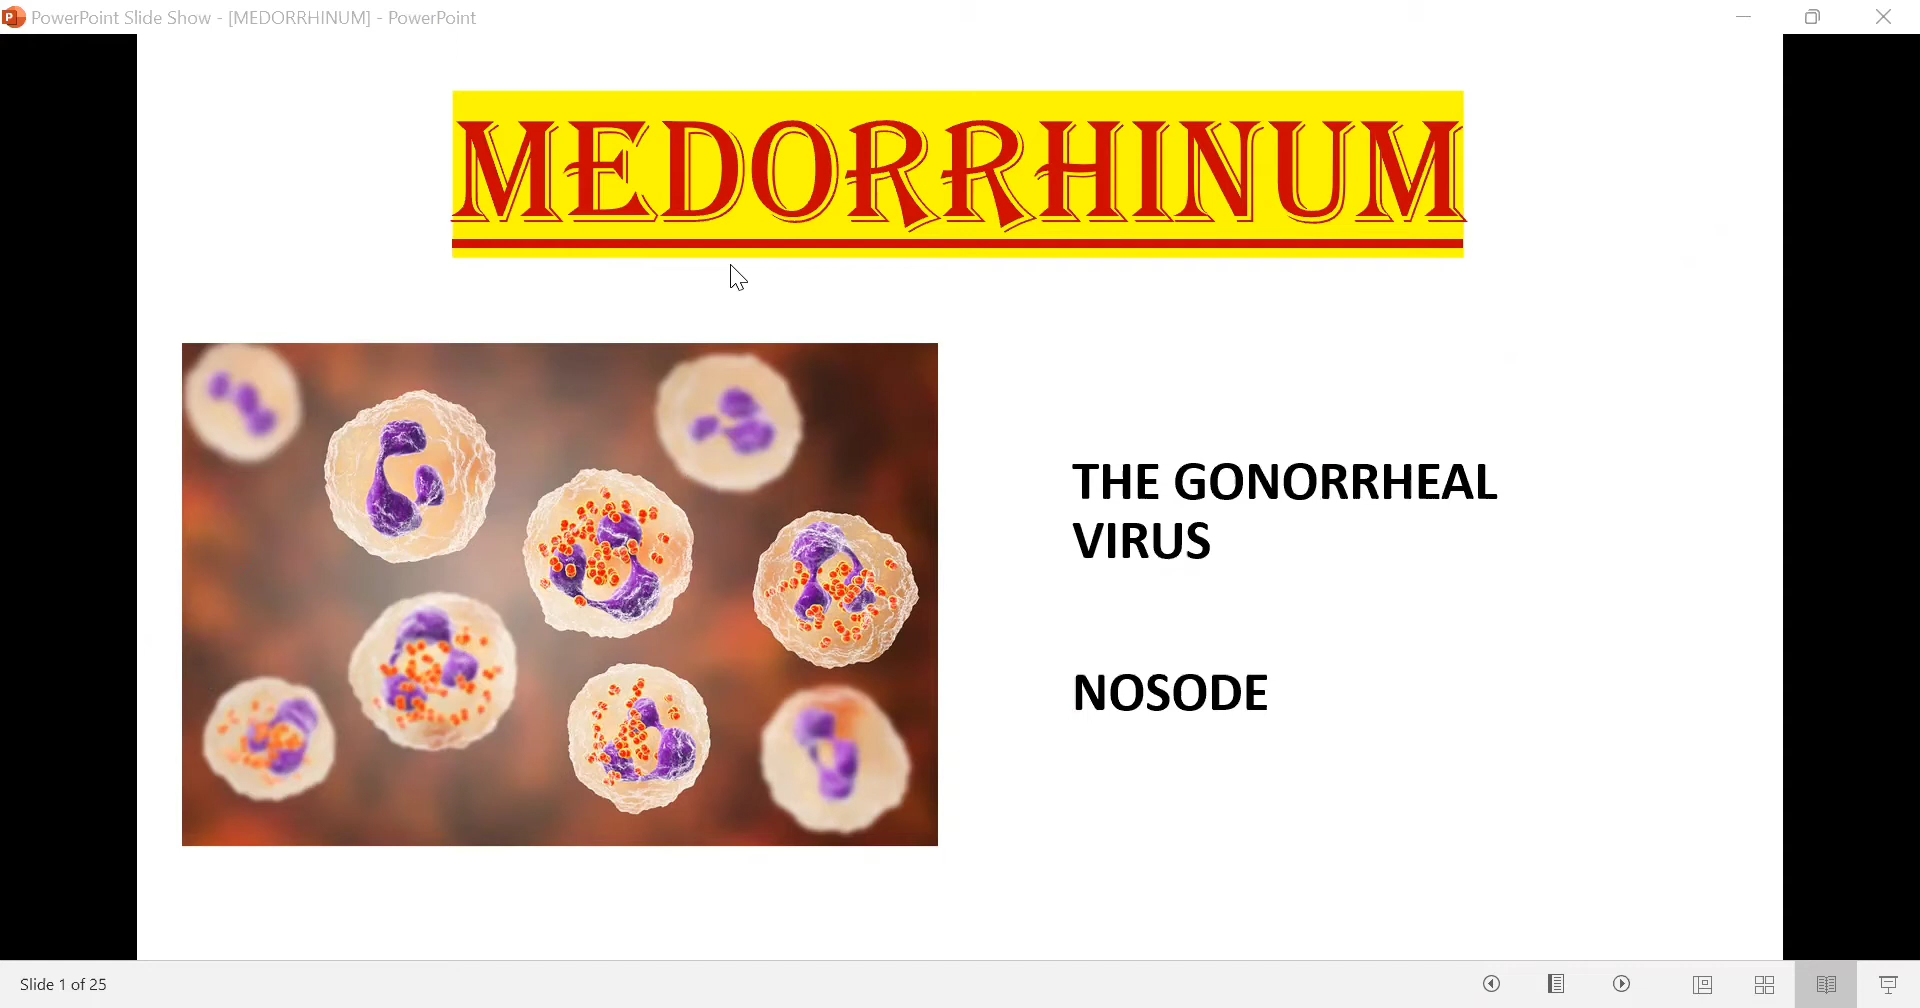 PowerPoint Slide Show - [MEDORRHINUM] - PowerPoint
MEDORRHINUM
THE GONORRHEAL
VIRUS
NOSODE
Slide 1 of 25